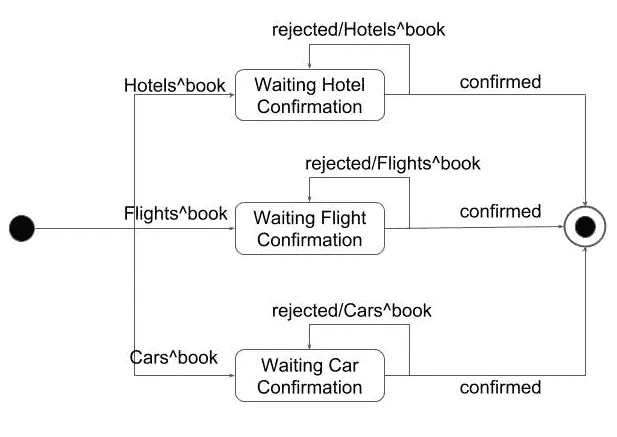 rejected/Hotels^book
Hotels^book
Waiting Hotel
Confirmation
confirmed
rejected/Flights^book
Flights^book
Waiting Flight
Confirmation
confirmed
rejected/Cars^book
Cars^book
Waiting Car
Confirmation
confirmed